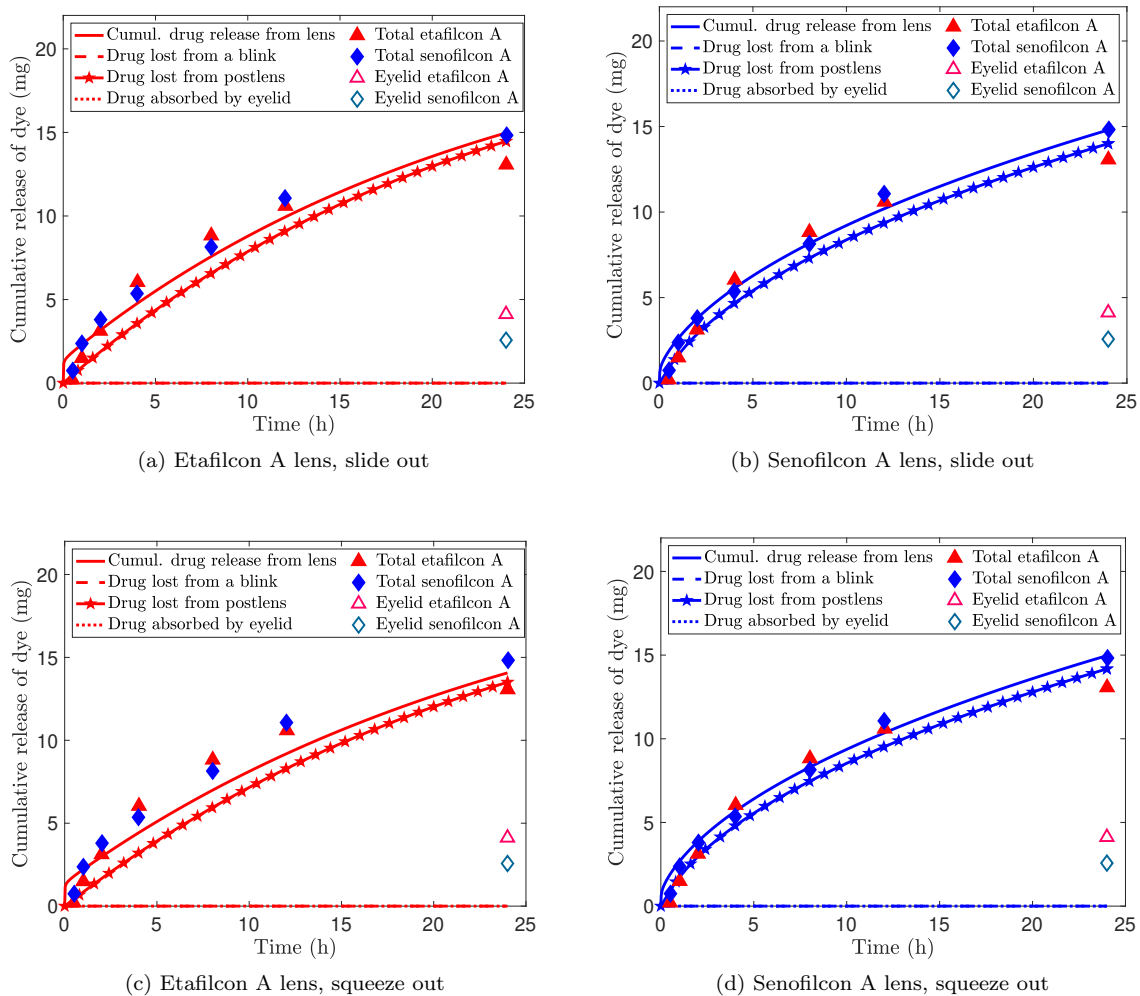 Cumulative release of dye (mg)
20
15
10
5
0
Cumul. drug release from lens
Drug lost from a blink
Drug lost from postlens
Drug absorbed by eyelid
Total etafilcon A
Total senofilcon A
Eyelid etafilcon A
Eyelid senofilcon A
0 5 10 15 20 25
Time (h)
(a) Etafilcon A lens, slide out
Cumulative release of dye (mg)
20
15
10
5
0
Cumul. drug release from lens
Drug lost from a blink
Drug lost from postlens
Drug absorbed by eyelid
Total etafilcon A
Total senofilcon A
Eyelid etafilcon A
Eyelid senofilcon A
0 5 10 15 20 25
Time (h)
(b) Senofilcon A lens, slide out
Cumulative release of dye (mg)
20
15
10
5
0
Cumul. drug release from lens
Drug lost from a blink
Drug lost from postlens
Drug absorbed by eyelid
Total etafilcon A
Total senofilcon A
Eyelid etafilcon A
Eyelid senofilcon A
0 5 10 15 20 25
Time (h)
(c) Etafilcon A lens, squeeze out
Cumulative release of dye (mg)
20
15
10
5
0
Cumul. drug release from lens
Drug lost from a blink
Drug lost from postlens
Drug absorbed by eyelid
Total etafilcon A
Total senofilcon A
Eyelid etafilcon A
Eyelid senofilcon A
0 5 10 15 20 25
Time (h)
(d) Senofilcon A lens, squeeze out